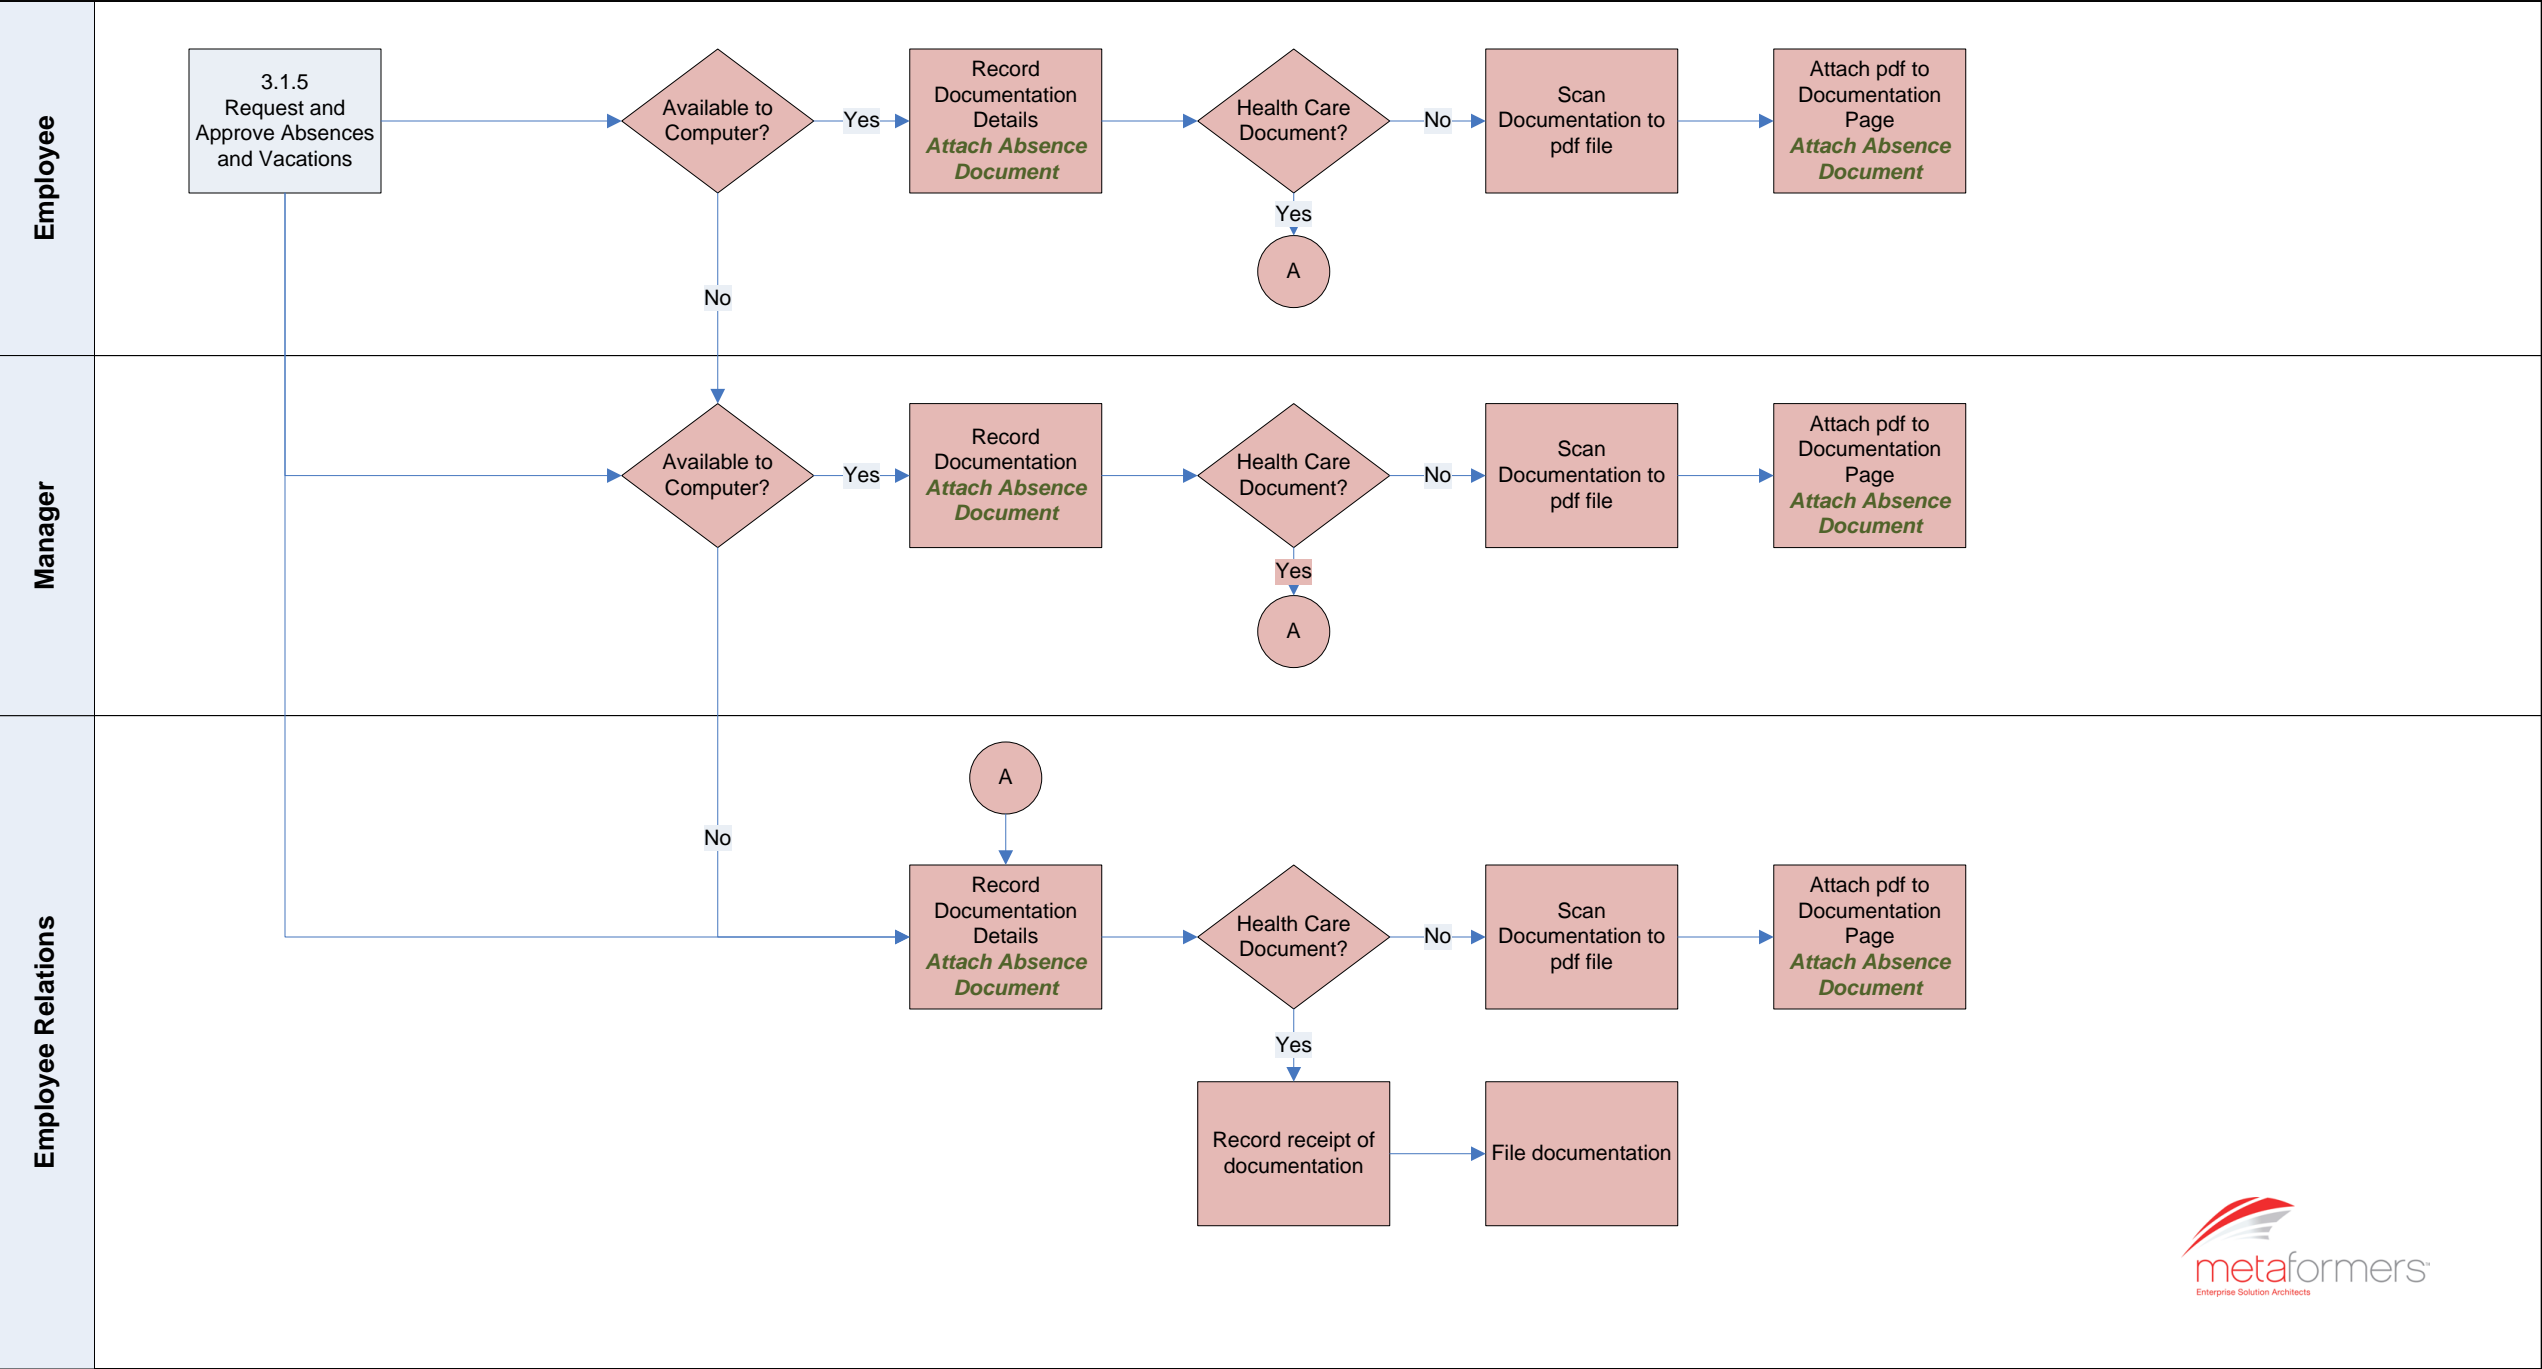 Employee
3.1.5
Request and
Approve Absences
and Vacations
Available to
Computer?
Yes
Record
Documentation
Details
Attach Absence
Document
Health Care
Document?
No
Scan
Documentation to
pdf file
Attach pdf to
Documentation
Page
Attach Absence
Document
Yes
A
No
Manager
Available to
Computer?
Yes
Record
Documentation
Attach Absence
Document
Health Care
Document?
No
Scan
Documentation to
pdf file
Attach pdf to
Documentation
Page
Attach Absence
Document
Yes
A
Employee Relations
A
No
Record
Documentation
Details
Attach Absence
Document
Health Care
Document?
No
Scan
Documentation to
pdf file
Attach pdf to
Documentation
Page
Attach Absence
Document
Yes
Record receipt of
documentation
File documentation
metaformers™
Enterprise Solution Architects